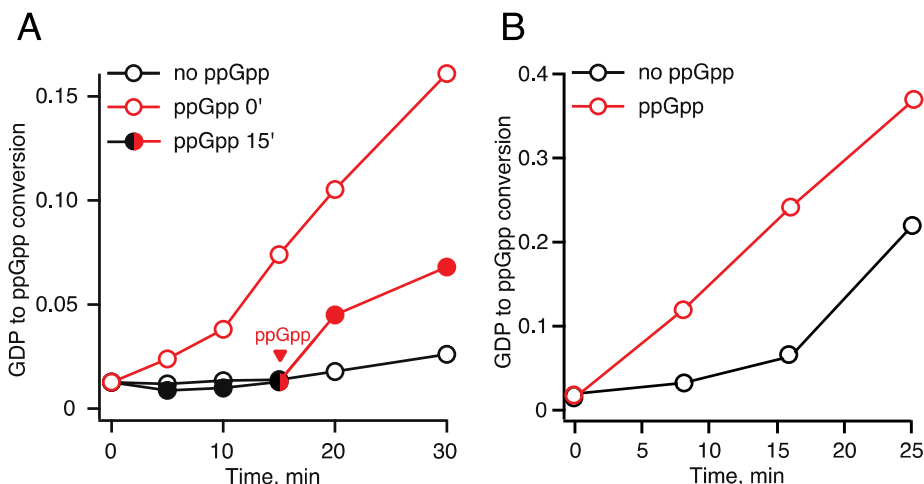 A
no ppGpp
ppGpp 0'
ppGpp 15'
0.15
0.10
0.05
0
GDP to ppGpp conversion
ppGpp
0 10 20 30
Time, min
B
no ppGpp
ppGpp
0.4
0.3
0.2
0.1
0
GDP to ppGpp conversion
0 5 10 15 20 25
Time, min